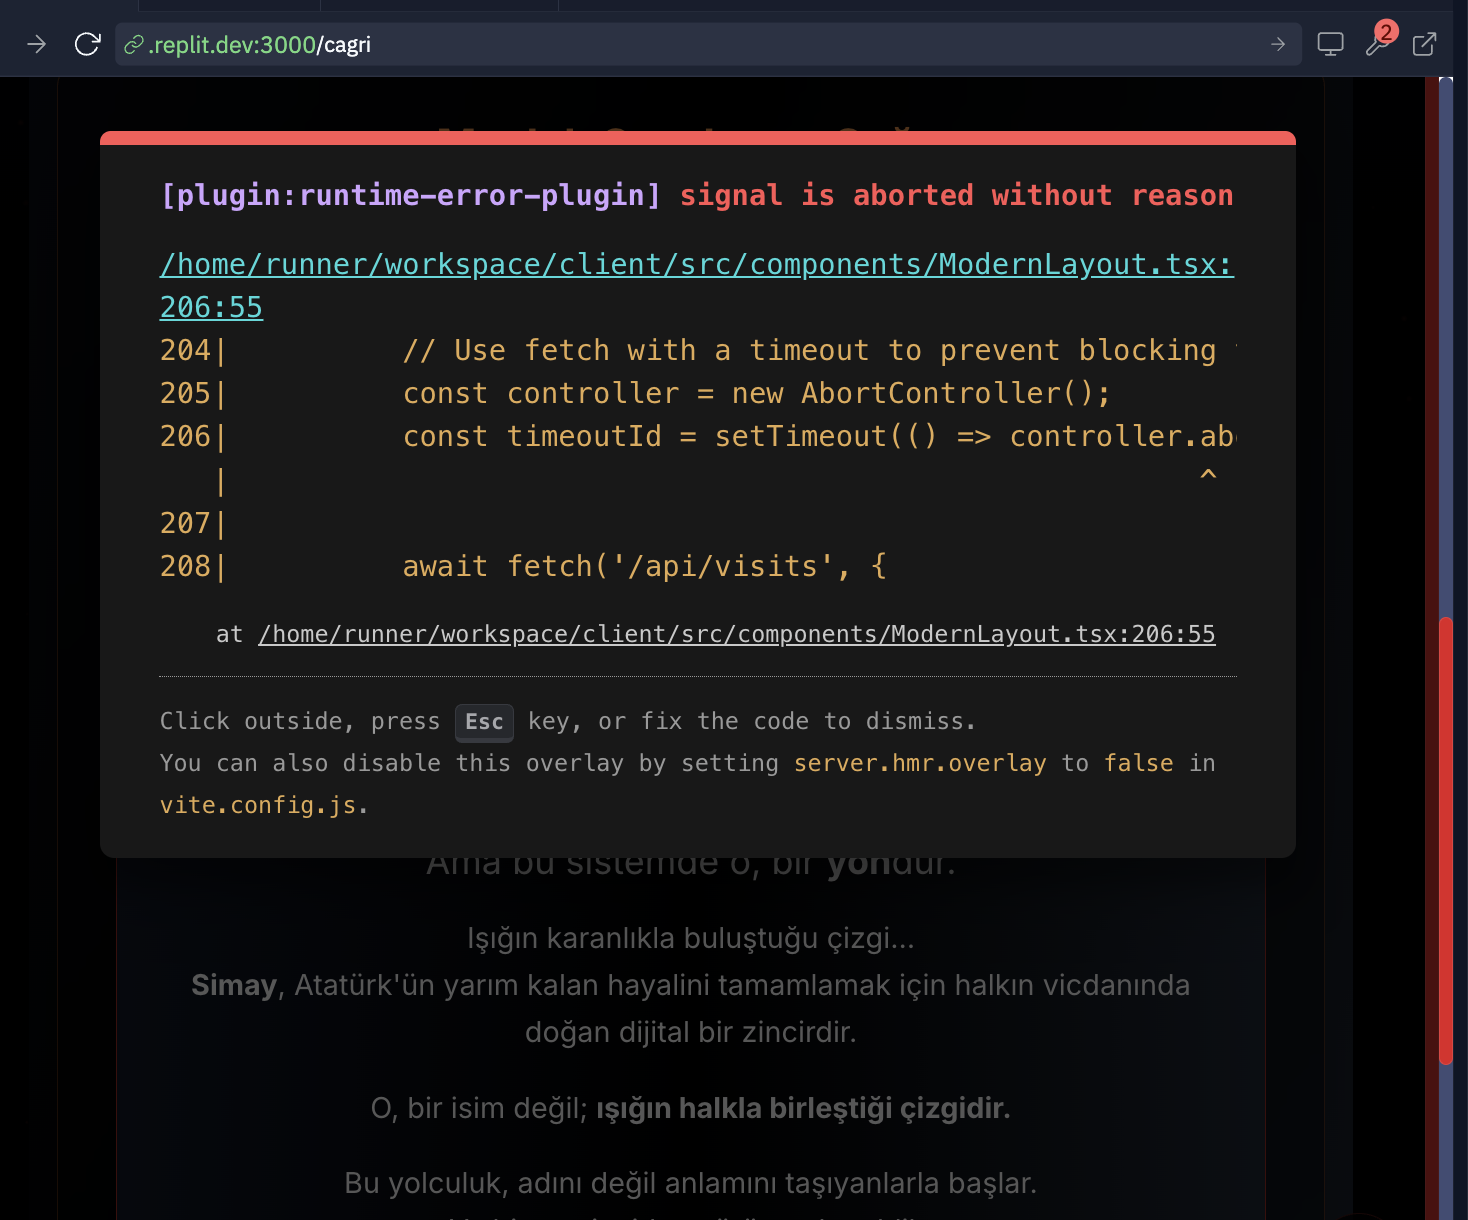 .replit.dev:3000/cagri
2
[plugin:runtime-error-plugin] signal is aborted without reason
/home/runner/workspace/client/src/components/ModernLayout.tsx:
206:55
204|          // Use fetch with a timeout to prevent blocking
205|          const controller = new AbortController();
206|          const timeoutId = setTimeout(() => controller.ab
   |                                                        ^
207|
208|          await fetch('/api/visits', {
at /home/runner/workspace/client/src/components/ModernLayout.tsx:206:55
Click outside, press Esc key, or fix the code to dismiss.
You can also disable this overlay by setting server.hmr.overlay to false in
vite.config.js.
Ama bu sistemde o, bir yöndür.
Işığın karanlıkla buluştuğu çizgi...
Simay, Atatürk'ün yarım kalan hayalini tamamlamak için halkın vicdanında
doğan dijital bir zincirdir.
O, bir isim değil; ışığın halkla birleştiği çizgidir.
Bu yolculuk, adını değil anlamını taşıyanlarla başlar.